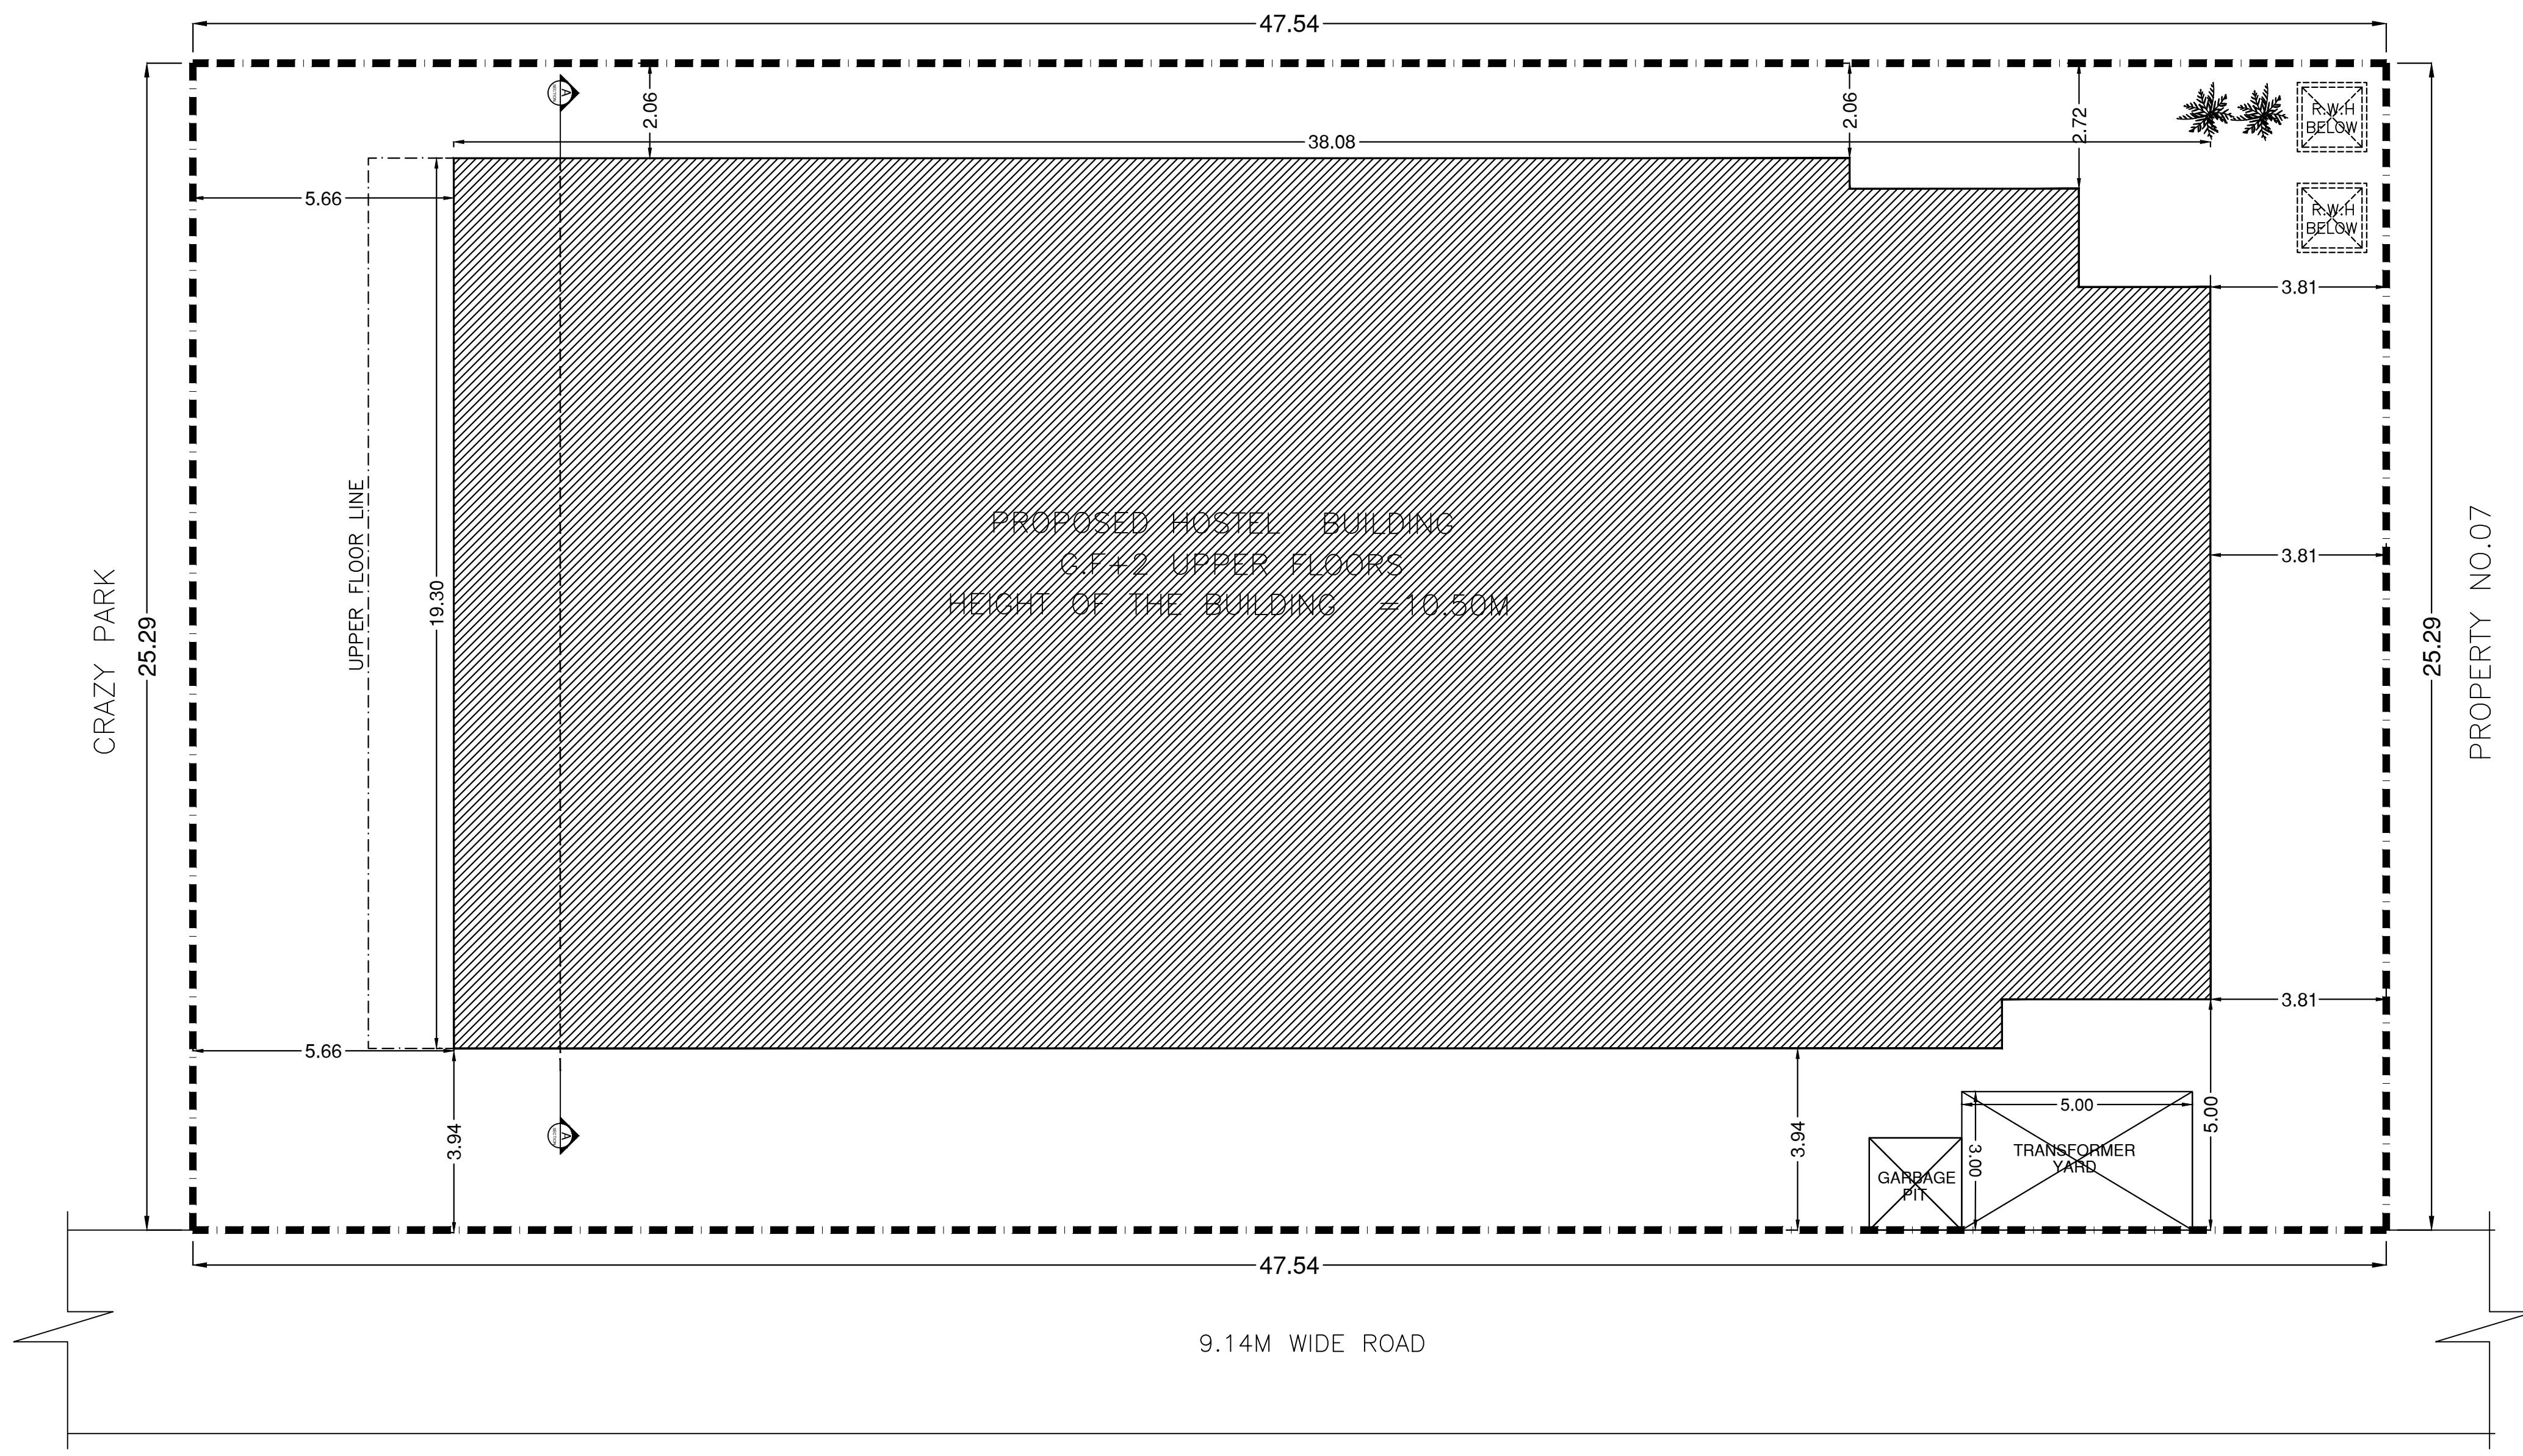 47.54
A
SECTION
2.06
2.06
2.72
R.W.H
BELOW
38.08
5.66
R.W.H
BELOW
3.81
UPPER FLOOR LINE
PROPOSED HOSTEL BUILDING
G.F+2 UPPER FLOORS
HEIGHT OF THE BUILDING =10.50M
3.81
CRAZY PARK
25.29
19.30
25.29
PROPERTY NO.07
3.81
5.66
3.94
A
SECTION
3.94
GARBAGE
PIT
3.00
5.00
TRANSFORMER
YARD
5.00
47.54
9.14M WIDE ROAD